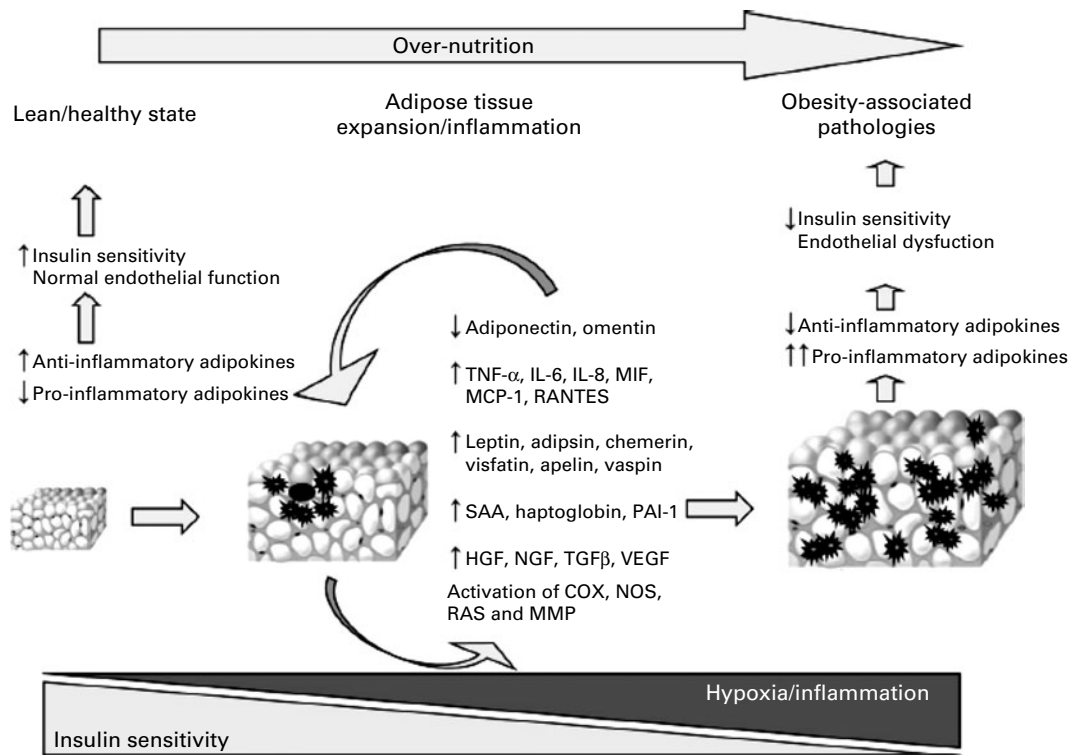 Over-nutrition
Lean/healthy state
Adipose tissue
expansion/inflammation
Obesity-associated
pathologies
↑ Insulin sensitivity
Normal endothelial function
↑ Anti-inflammatory adipokines
↓ Pro-inflammatory adipokines
↓ Adiponectin, omentin
↑ TNF-α, IL-6, IL-8, MIF,
MCP-1, RANTES
↑ Leptin, adipsin, chemerin,
visfatin, apelin, vaspin
↑ SAA, haptoglobin, PAI-1
↑ HGF, NGF, TGFβ, VEGF
Activation of COX, NOS,
RAS and MMP
↓ Insulin sensitivity
Endothelial dysfuction
↓ Anti-inflammatory adipokines
↑↑ Pro-inflammatory adipokines
Hypoxia/inflammation
Insulin sensitivity